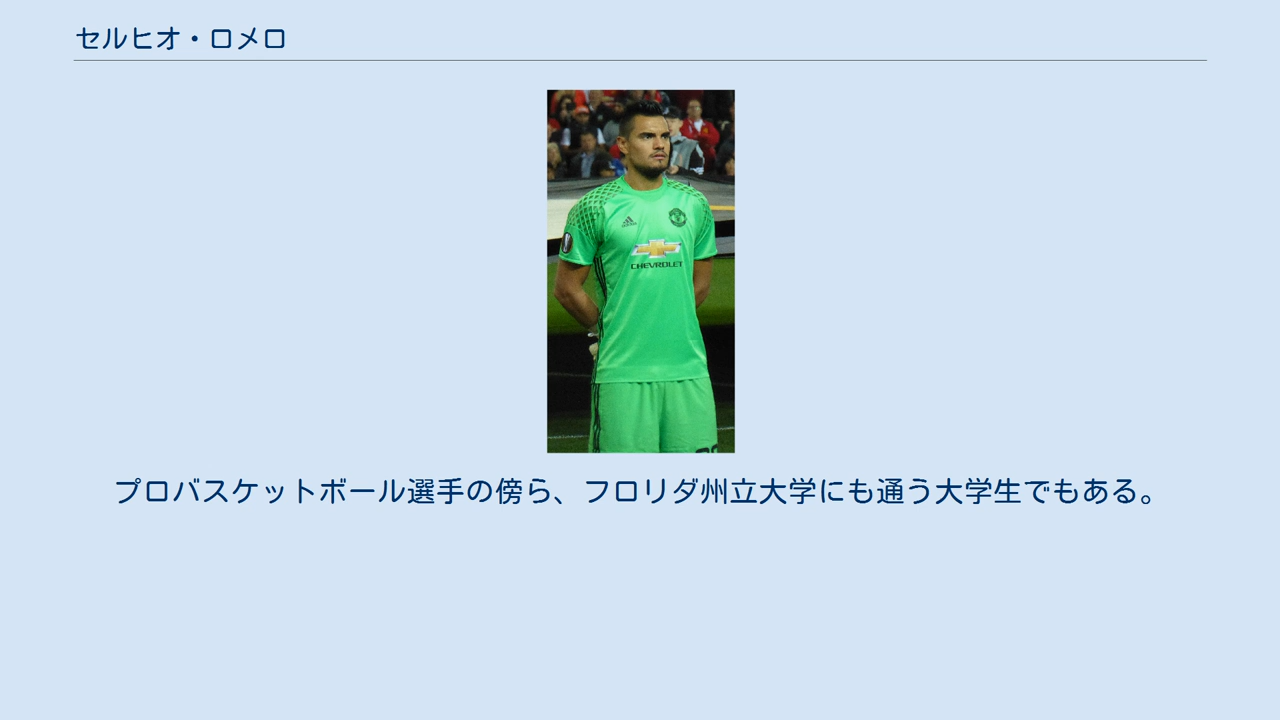 セルヒオ・ロメロ
CHEVROLET
プロバスケットボール選手の傍ら、フロリダ州立大学にも通う大学生でもある。